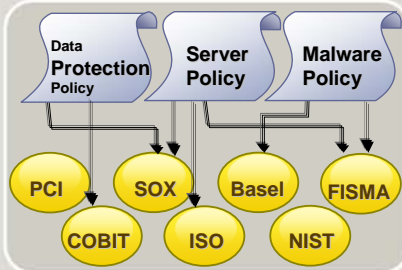 Data
Protection
Policy
Server
Policy
Malware
Policy
PCI
SOX
Basel
FISMA
COBIT
ISO
NIST